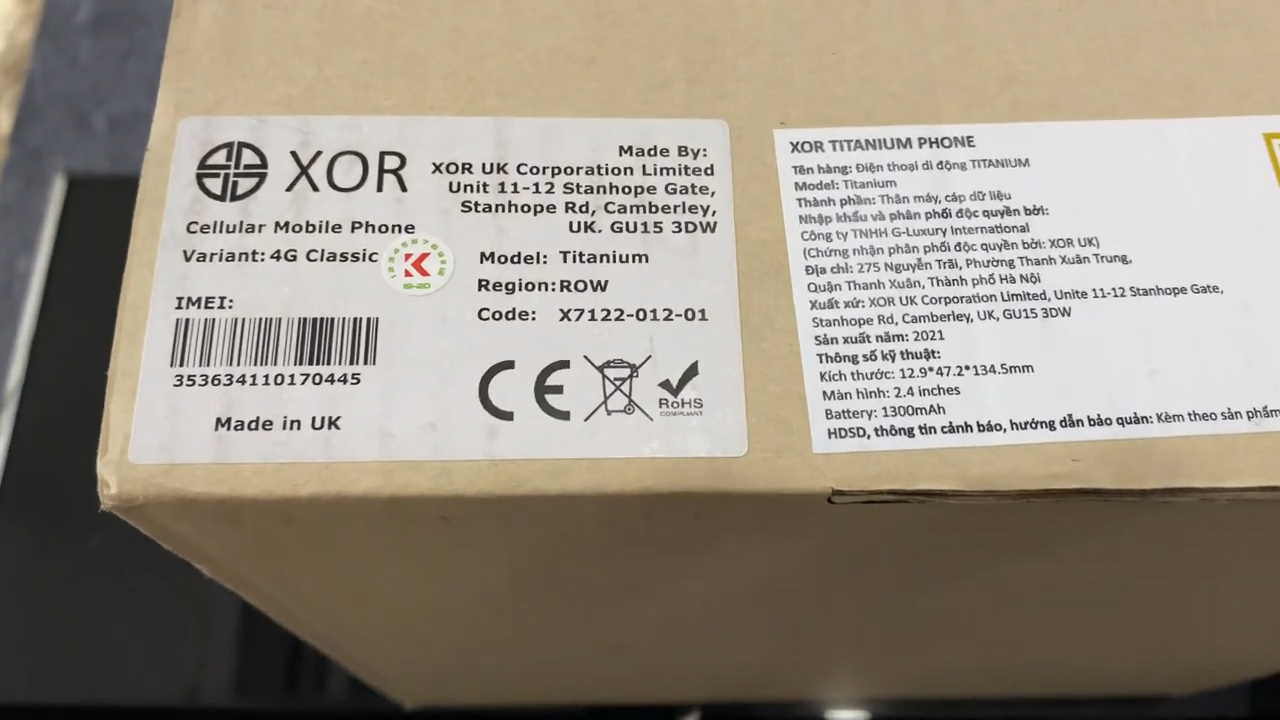 XOR
Cellular Mobile Phone
Variant: 4G Classic
IMEI:
353634110170445
Made in UK
Made By:
XOR UK Corporation Limited
Unit 11-12 Stanhope Gate,
Stanhope Rd, Camberley,
UK. GU15 3DW
Model: Titanium
Region: ROW
Code: X7122-012-01
CE
RoHS
COMPLIANT
K
XOR TITANIUM PHONE
Tên hàng: Điện thoại di động TITANIUM
Model: Titanium
Thành phần: Thân máy, cáp dữ liệu
Nhập khẩu và phân phối độc quyền bởi:
Công ty TNHH G-Luxury International
(Chứng nhận phân phối độc quyền bởi: XOR UK)
Địa chỉ: 275 Nguyễn Trãi, Phường Thanh Xuân Trung,
Quận Thanh Xuân, Thành phố Hà Nội
Xuất xứ: XOR UK Corporation Limited, Unite 11-12 Stanhope Gate,
Stanhope Rd, Camberley, UK, GU15 3DW
Sản xuất năm: 2021
Thông số kỹ thuật:
Kích thước: 12.9*47.2*134.5mm
Màn hình: 2.4 inches
Battery: 1300mAh
HDSD, thông tin cảnh báo, hướng dẫn bảo quản: Kèm theo sản phẩm